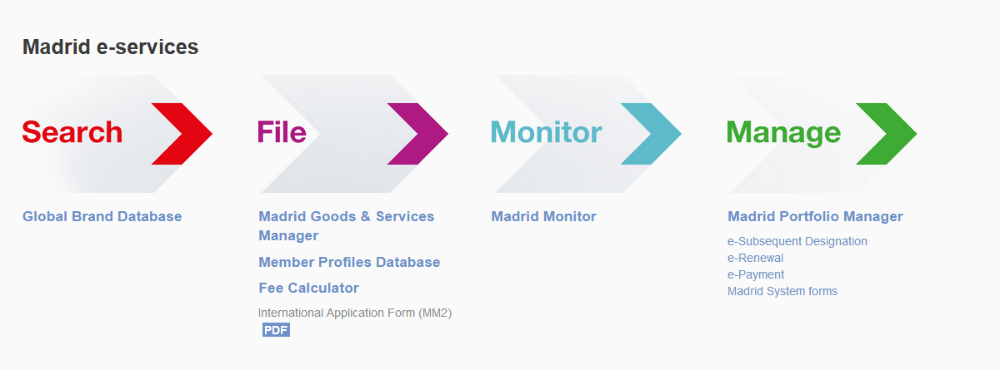 Madrid e-services
Search
File
Monitor
Manage
Global Brand Database
Madrid Goods & Services
Manager
Member Profiles Database
Fee Calculator
International Application Form (MM2)
PDF
Madrid Monitor
Madrid Portfolio Manager
e-Subsequent Designation
e-Renewal
e-Payment
Madrid System forms